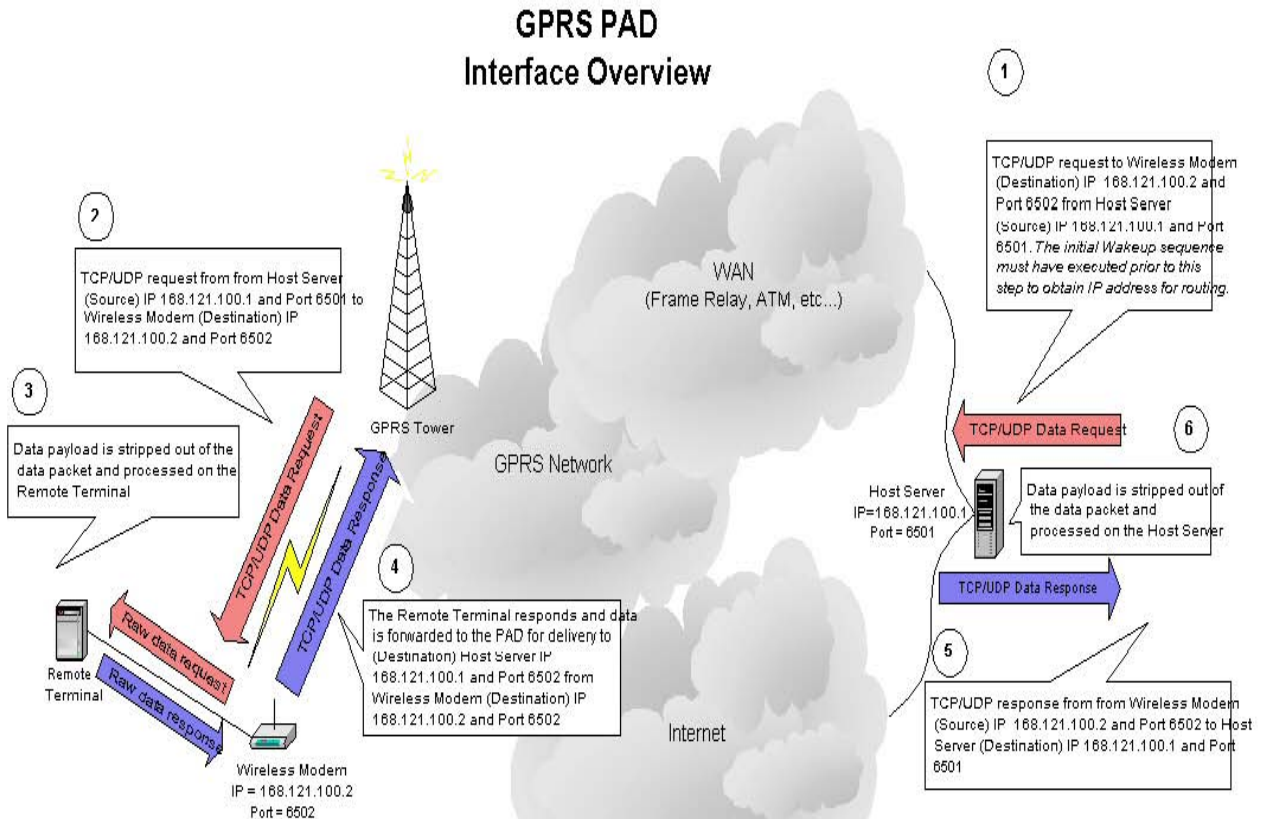 GPRS PAD
Interface Overview
1
TCP/UDP request to Wireless Modem
(Destination) IP 168.121.100.2 and
Port 6502 from Host Server
(Source) IP 168.121.100.1 and Port
6501. The initial Wakeup sequence
must have executed prior to this
step to obtain IP address for routing.
2
TCP/UDP request from from Host Server
(Source) IP 168.121.100.1 and Port 6501 to
Wireless Modem (Destination) IP
168.121.100.2 and Port 6502
WAN
(Frame Relay, ATM, etc...)
3
Data payload is stripped out of the
data packet and processed on the
Remote Terminal
GPRS Tower
GPRS Network
TCP/UDP Data Request
TCP/UDP Data Response
TCP/UDP Data Request
6
Host Server
IP=168.121.100.1
Port = 6501
Data payload is stripped out of
the data packet and
processed on the Host Server
TCP/UDP Data Response
4
The Remote Terminal responds and data
is forwarded to the PAD for delivery to
(Destination) Host Server IP
168.121.100.1 and Port 6502 from
Wireless Modem (Destination) IP
168.121.100.2 and Port 6502
Raw data request
Raw data response
Remote
Terminal
Wireless Modem
IP = 168.121.100.2
Port = 6502
Internet
5
TCP/UDP response from from Wireless Modem
(Source) IP 168.121.100.2 and Port 6502 to Host
Server (Destination) IP 168.121.100.1 and Port
6501